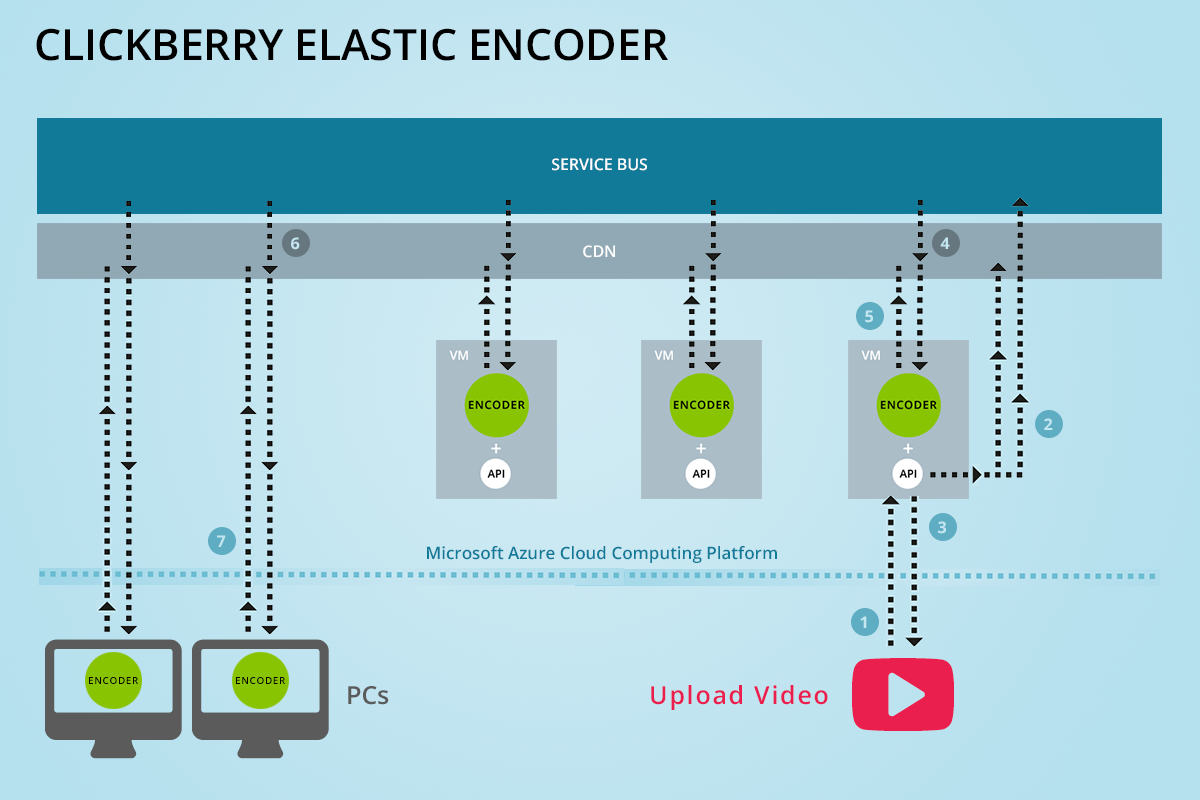 CLICKBERRY ELASTIC ENCODER
SERVICE BUS
6
CDN
4
5
VM
VM
VM
ENCODER
ENCODER
ENCODER
2
+
+
+
API
API
API
3
7
Microsoft Azure Cloud Computing Platform
1
ENCODER
ENCODER
PCs
Upload Video